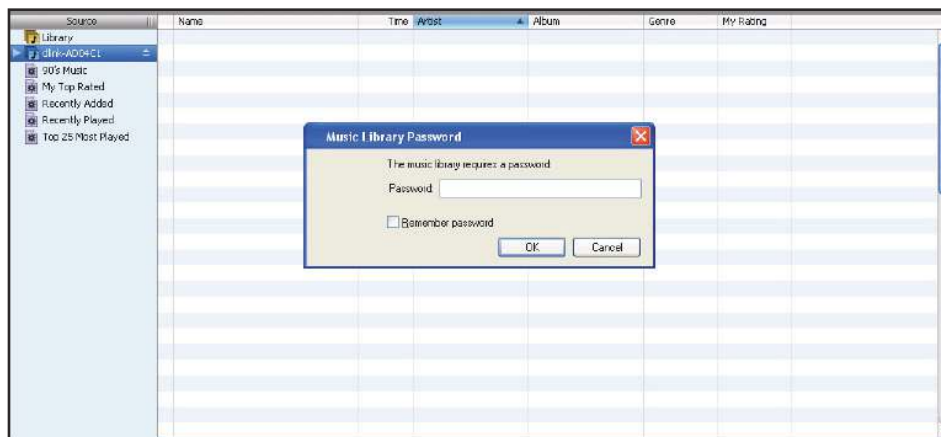 Source Name Time Artist Album Genre My Rating
Library
dlink-AD04C1
90's Music
My Top Rated
Recently Added
Recently Played
Top 25 Most Played
Music Library Password
The music library requires a password
Password
Remember password
OK Cancel